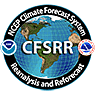 NCEP Climate Forecast System
CFSRR
Reanalysis and Reforecast